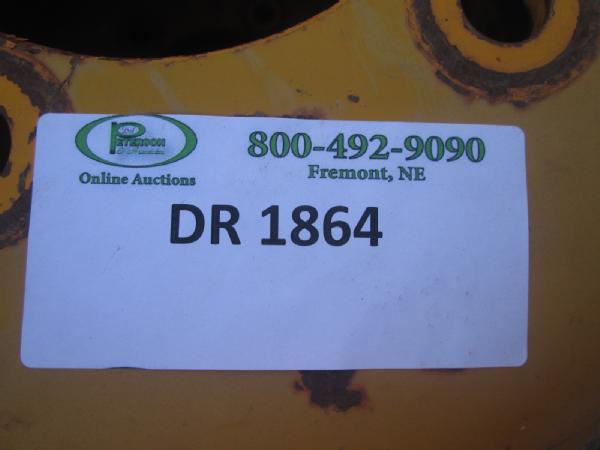 PETERSON
Online Auctions
800-492-9090
Fremont, NE
DR 1864